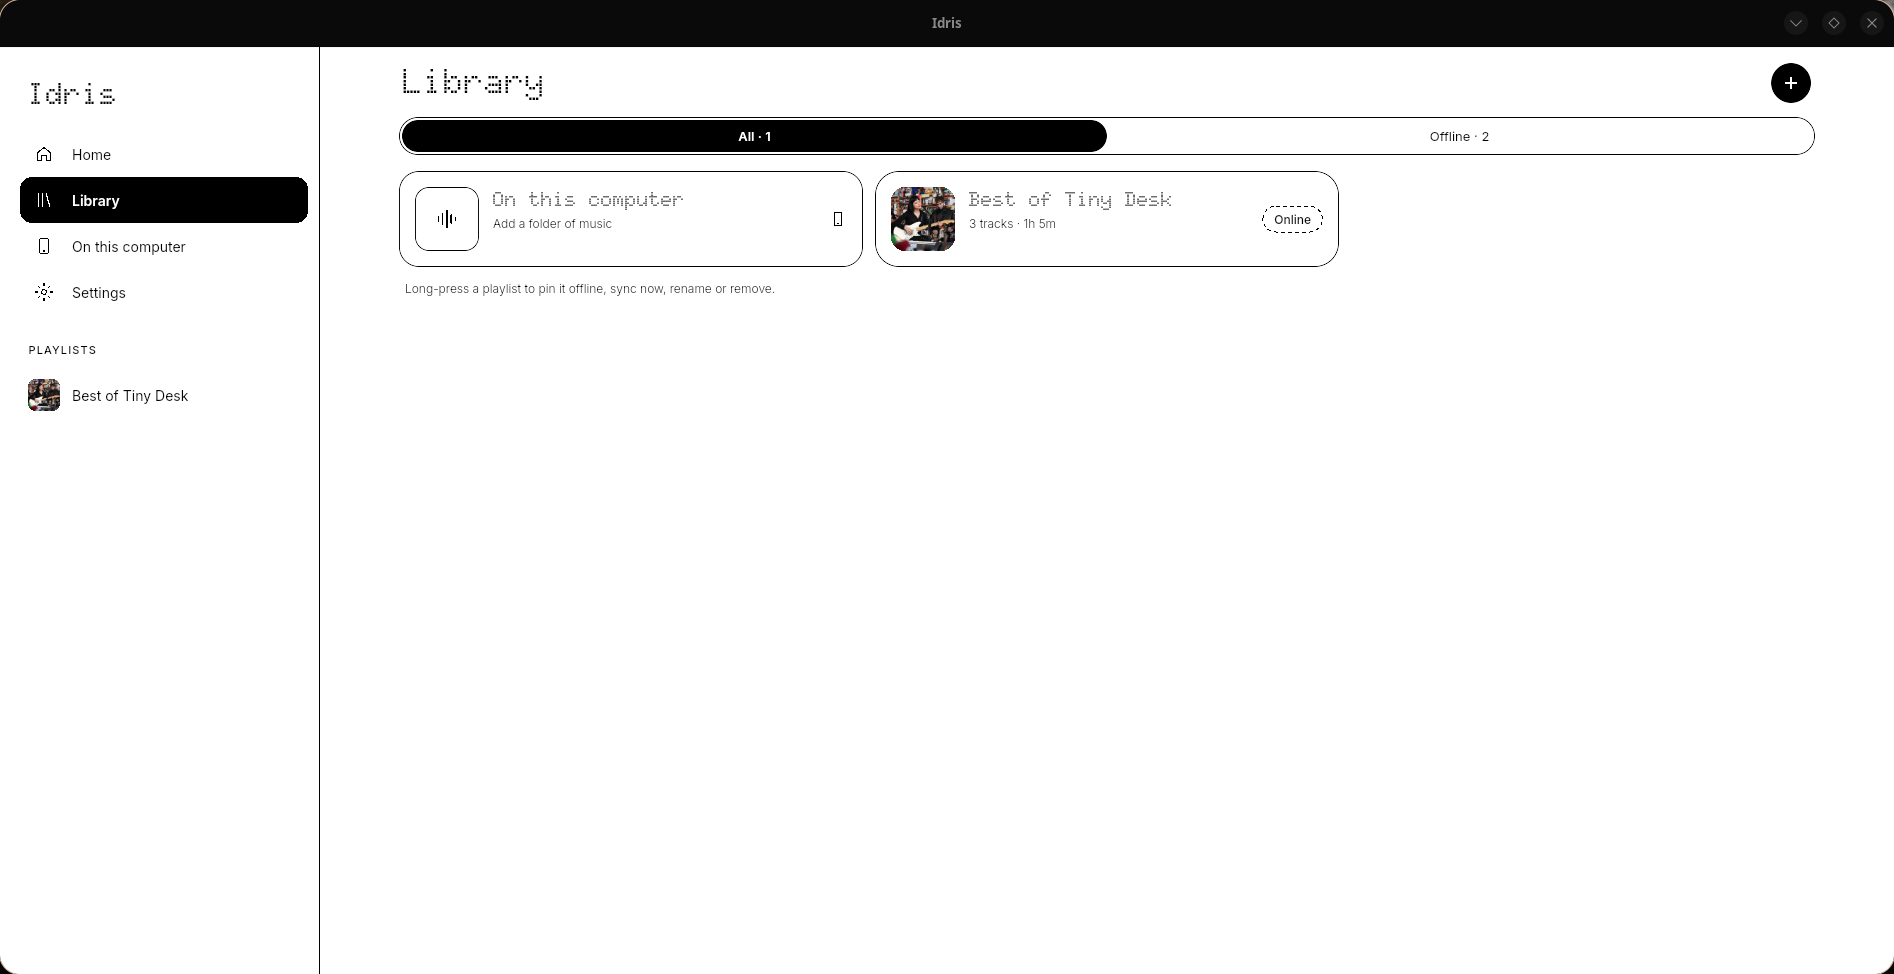 Idris
Idris
Home
Library
On this computer
Settings
PLAYLISTS
Best of Tiny Desk
Library
All · 1
Offline · 2
On this computer
Add a folder of music
Best of Tiny Desk
3 tracks · 1h 5m
Online
Long-press a playlist to pin it offline, sync now, rename or remove.